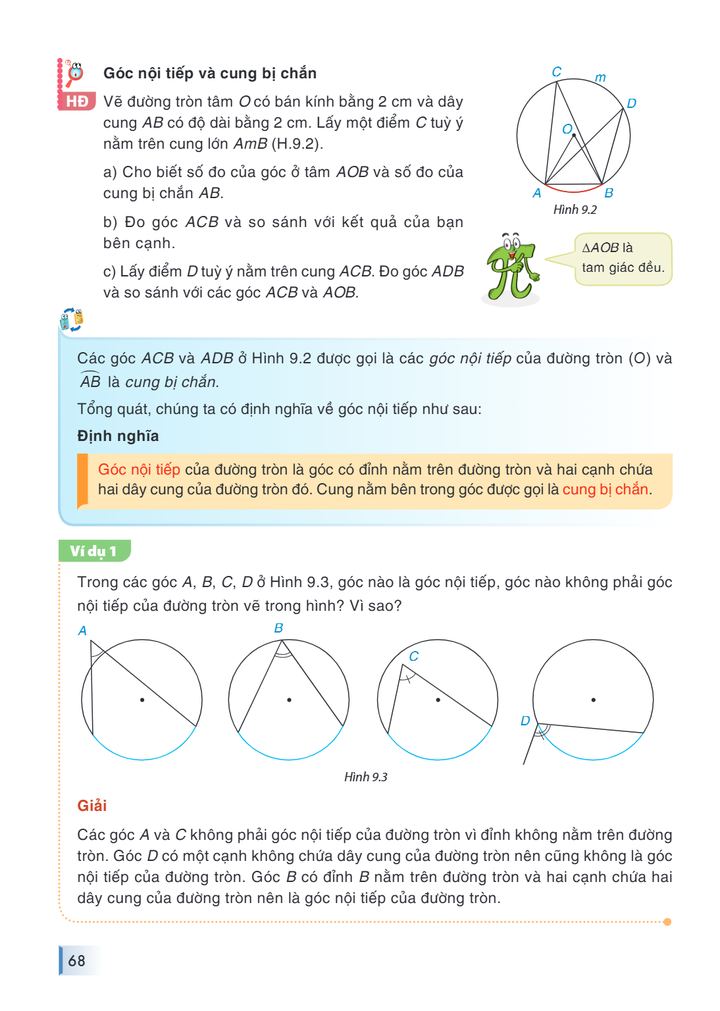 Góc nội tiếp và cung bị chắn
HĐ Vẽ đường tròn tâm O có bán kính bằng 2 cm và dây
cung AB có độ dài bằng 2 cm. Lấy một điểm C tuỳ ý
nằm trên cung lớn AmB (H.9.2).
a) Cho biết số đo của góc ở tâm AOB và số đo của
cung bị chắn AB.
b) Đo góc ACB và so sánh với kết quả của bạn
bên cạnh.
c) Lấy điểm D tuỳ ý nằm trên cung ACB. Đo góc ADB
và so sánh với các góc ACB và AOB.
C
m
D
O
A
B
Hình 9.2
∆AOB là
tam giác đều.
Các góc ACB và ADB ở Hình 9.2 được gọi là các góc nội tiếp của đường tròn (O) và
AB là cung bị chắn.
Tổng quát, chúng ta có định nghĩa về góc nội tiếp như sau:
Định nghĩa
Góc nội tiếp của đường tròn là góc có đỉnh nằm trên đường tròn và hai cạnh chứa
hai dây cung của đường tròn đó. Cung nằm bên trong góc được gọi là cung bị chắn.
Ví dụ 1
Trong các góc A, B, C, D ở Hình 9.3, góc nào là góc nội tiếp, góc nào không phải góc
nội tiếp của đường tròn vẽ trong hình? Vì sao?
A
B
C
D
Hình 9.3
Giải
Các góc A và C không phải góc nội tiếp của đường tròn vì đỉnh không nằm trên đường
tròn. Góc D có một cạnh không chứa dây cung của đường tròn nên cũng không là góc
nội tiếp của đường tròn. Góc B có đỉnh B nằm trên đường tròn và hai cạnh chứa hai
dây cung của đường tròn nên là góc nội tiếp của đường tròn.
68